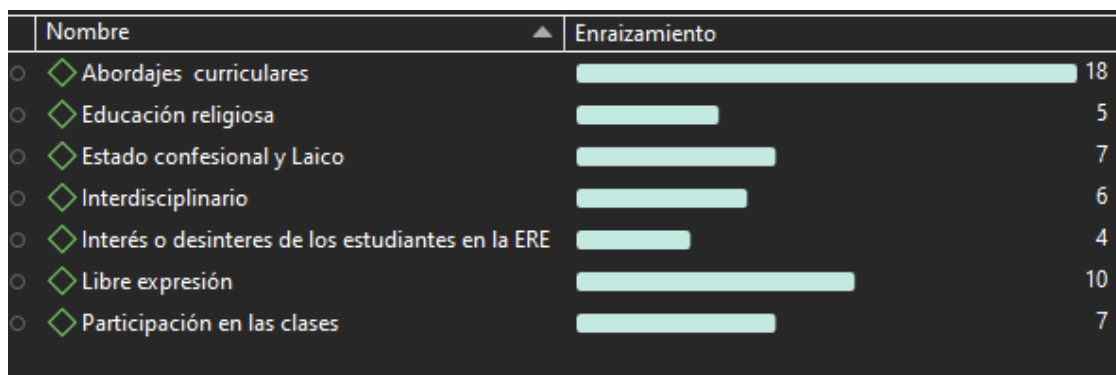 Nombre Enraizamiento
Abordajes curriculares 18
Educación religiosa 5
Estado confesional y Laico 7
Interdisciplinario 6
Interés o desinteres de los estudiantes en la ERE 4
Libre expresión 10
Participación en las clases 7